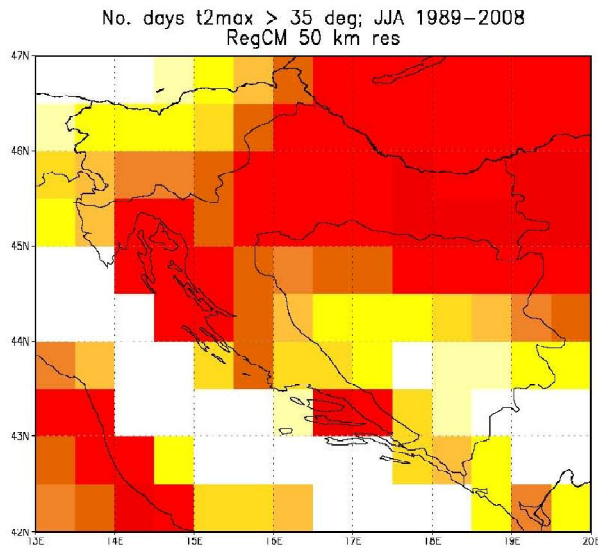 No. days t2max > 35 deg; JJA 1989-2008
RegCM 50 km res
47N
46N
45N
44N
43N
42N
13E 14E 15E 16E 17E 18E 19E 20E